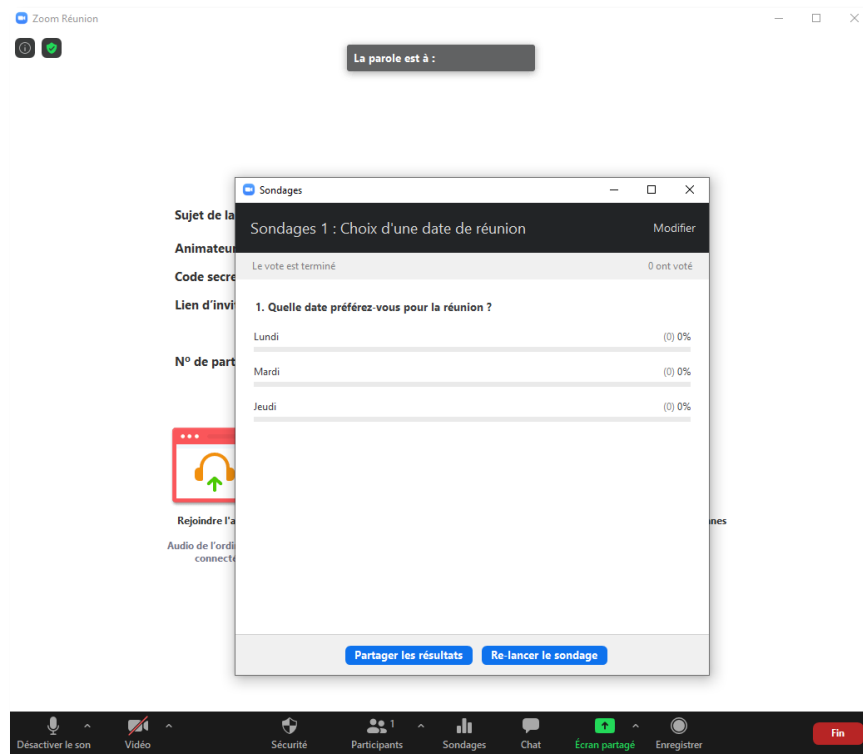 Zoom Réunion
La parole est à :
Sondages
Sujet de la
Sondages 1 : Choix d'une date de réunion
Modifier
Animateu
Le vote est terminé
0 ont voté
Code secre
Lien d'invi
1. Quelle date préférez-vous pour la réunion ?
Lundi
(0) 0%
Nº de part
Mardi
(0) 0%
Jeudi
(0) 0%
Rejoindre l'a
nes
Audio de l'ordi
connecté
Partager les résultats
Re-lancer le sondage
1
Désactiver le son
Vidéo
Sécurité
Participants
Sondages
Chat
Écran partagé
Enregistrer
Fin